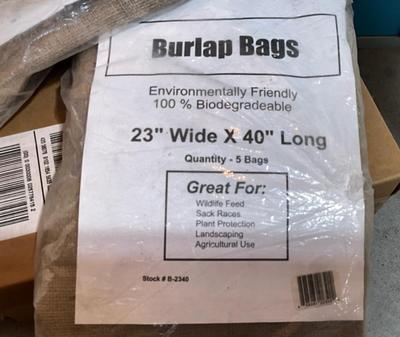 Burlap Bags
Environmentally Friendly
100 % Biodegradeable
23" Wide X 40" Long
Quantity - 5 Bags
Great For:
Wildlife Feed
Sack Races
Plant Protection
Landscaping
Agricultural Use
Stock # B-2340